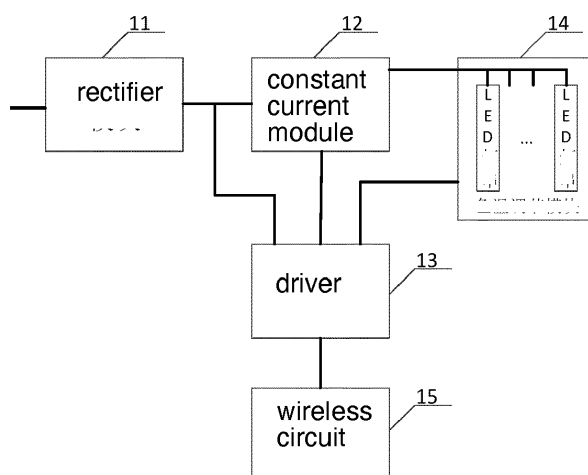 11
12
14
rectifier
constant
current
module
L
E
D
...
L
E
D
13
driver
15
wireless
circuit